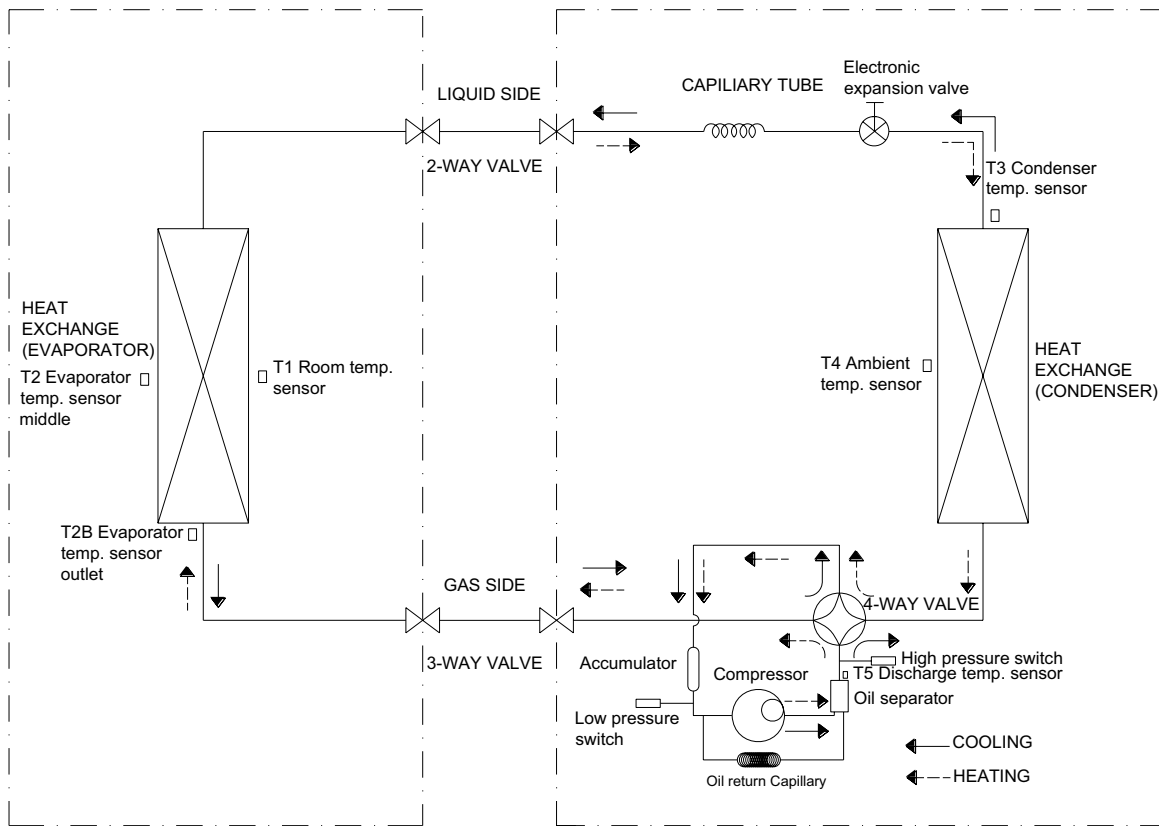 LIQUID SIDE
2-WAY VALVE
CAPILIARY TUBE
Electronic
expansion valve
T3 Condenser
temp. sensor
HEAT
EXCHANGE
(EVAPORATOR)
T2 Evaporator
temp. sensor
middle
T1 Room temp.
sensor
T4 Ambient
temp. sensor
HEAT
EXCHANGE
(CONDENSER)
T2B Evaporator
temp. sensor
outlet
GAS SIDE
3-WAY VALVE
4-WAY VALVE
Accumulator
Compressor
High pressure switch
T5 Discharge temp. sensor
Oil separator
Low pressure
switch
Oil return Capillary
COOLING
HEATING